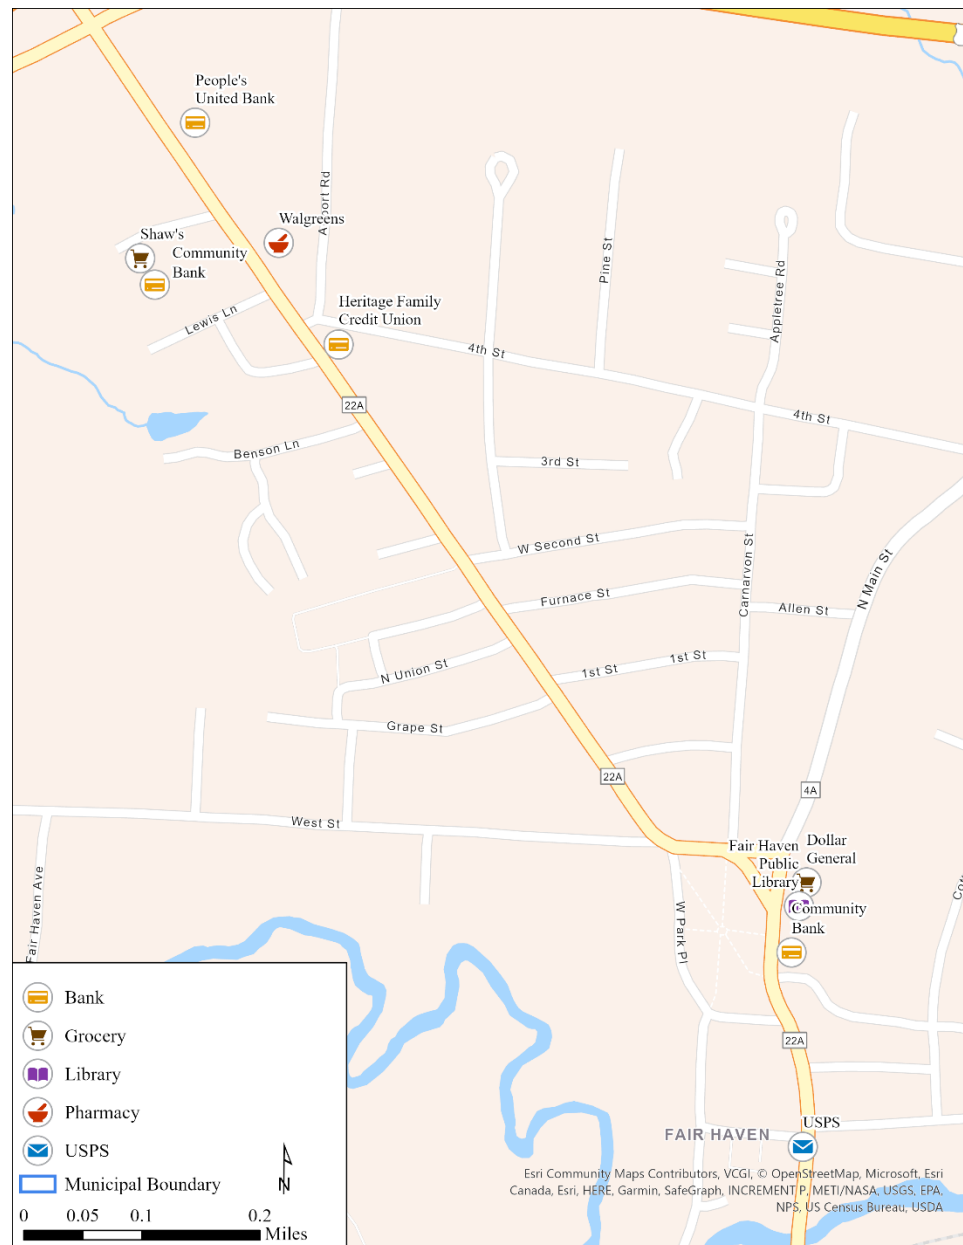 People's
United Bank
Airport Rd
Walgreens
Shaw's
Community
Bank
Pine St
Appletree Rd
Heritage Family
Credit Union
Lewis Ln
4th St
22A
4th St
Benson Ln
3rd St
W Second St
Carnarvon St
N Main St
Furnace St
Allen St
N Union St
1st St
1st St
Grape St
22A
4A
West St
Fair Haven
Public
Library
Dollar
General
Fair Haven Ave
W Park Pl
Community
Bank
22A
USPS
FAIR HAVEN
Bank
Grocery
Library
Pharmacy
USPS
Municipal Boundary
N
0 0.05 0.1 0.2
Miles
Esri Community Maps Contributors, VCGI, © OpenStreetMap, Microsoft, Esri
Canada, Esri, HERE, Garmin, SafeGraph, INCREMENT P, METI/NASA, USGS, EPA,
NPS, US Census Bureau, USDA